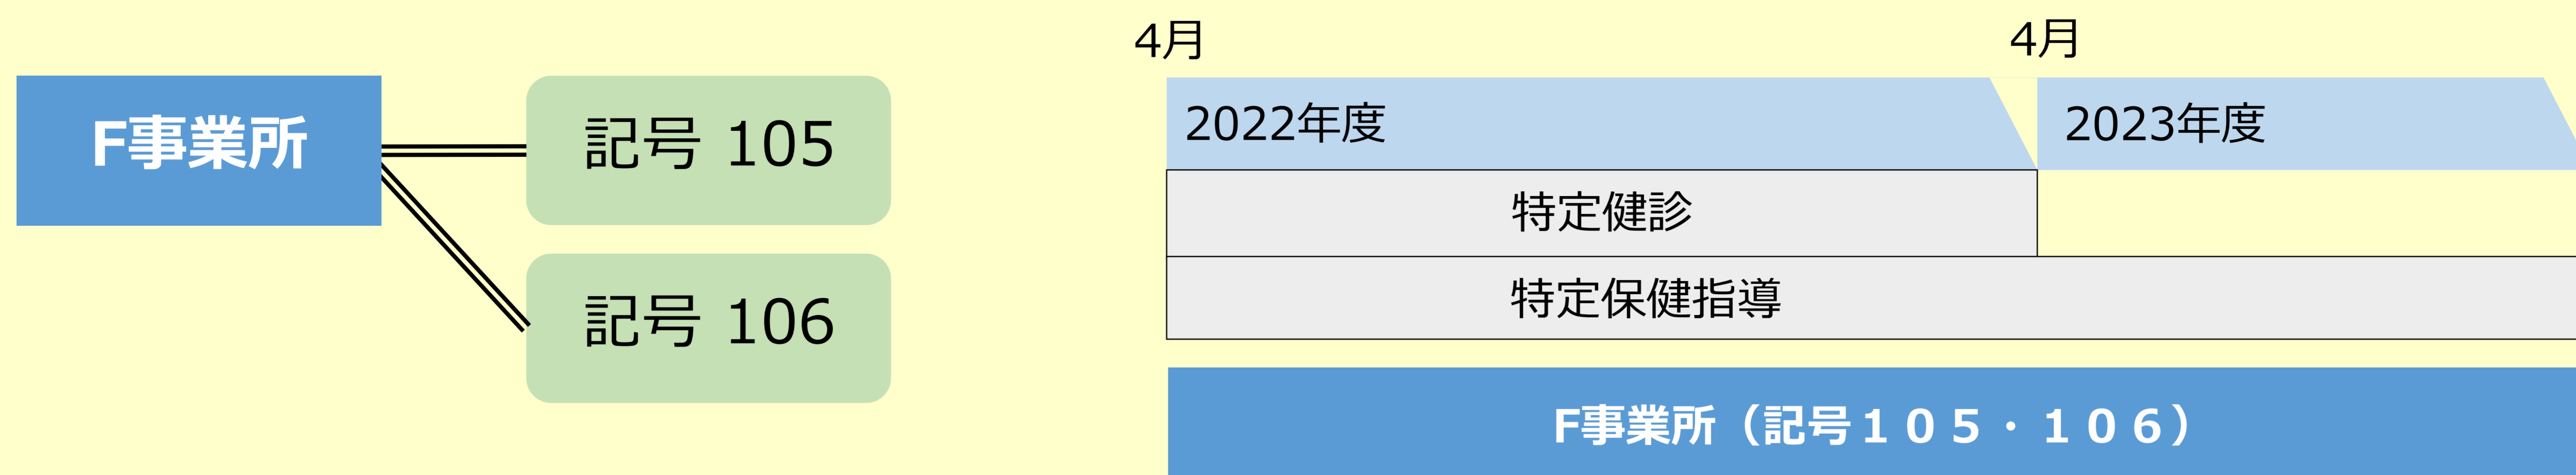 F事業所
記号 105
記号 106
4月
4月
2022年度
2023年度
特定健診
特定保健指導
F事業所（記号１０５・１０６）